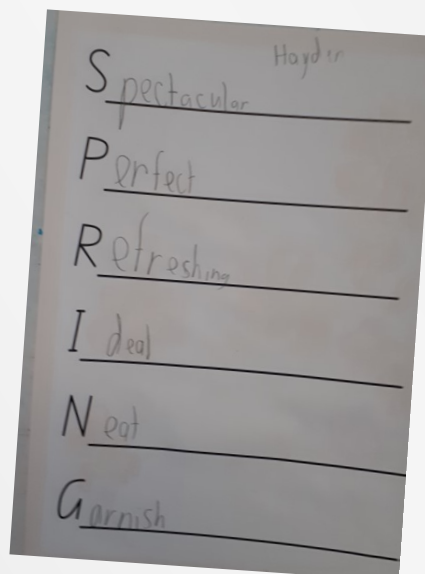 Hayden
Spectacular
Perfect
Refreshing
Ideal
Neat
Garnish